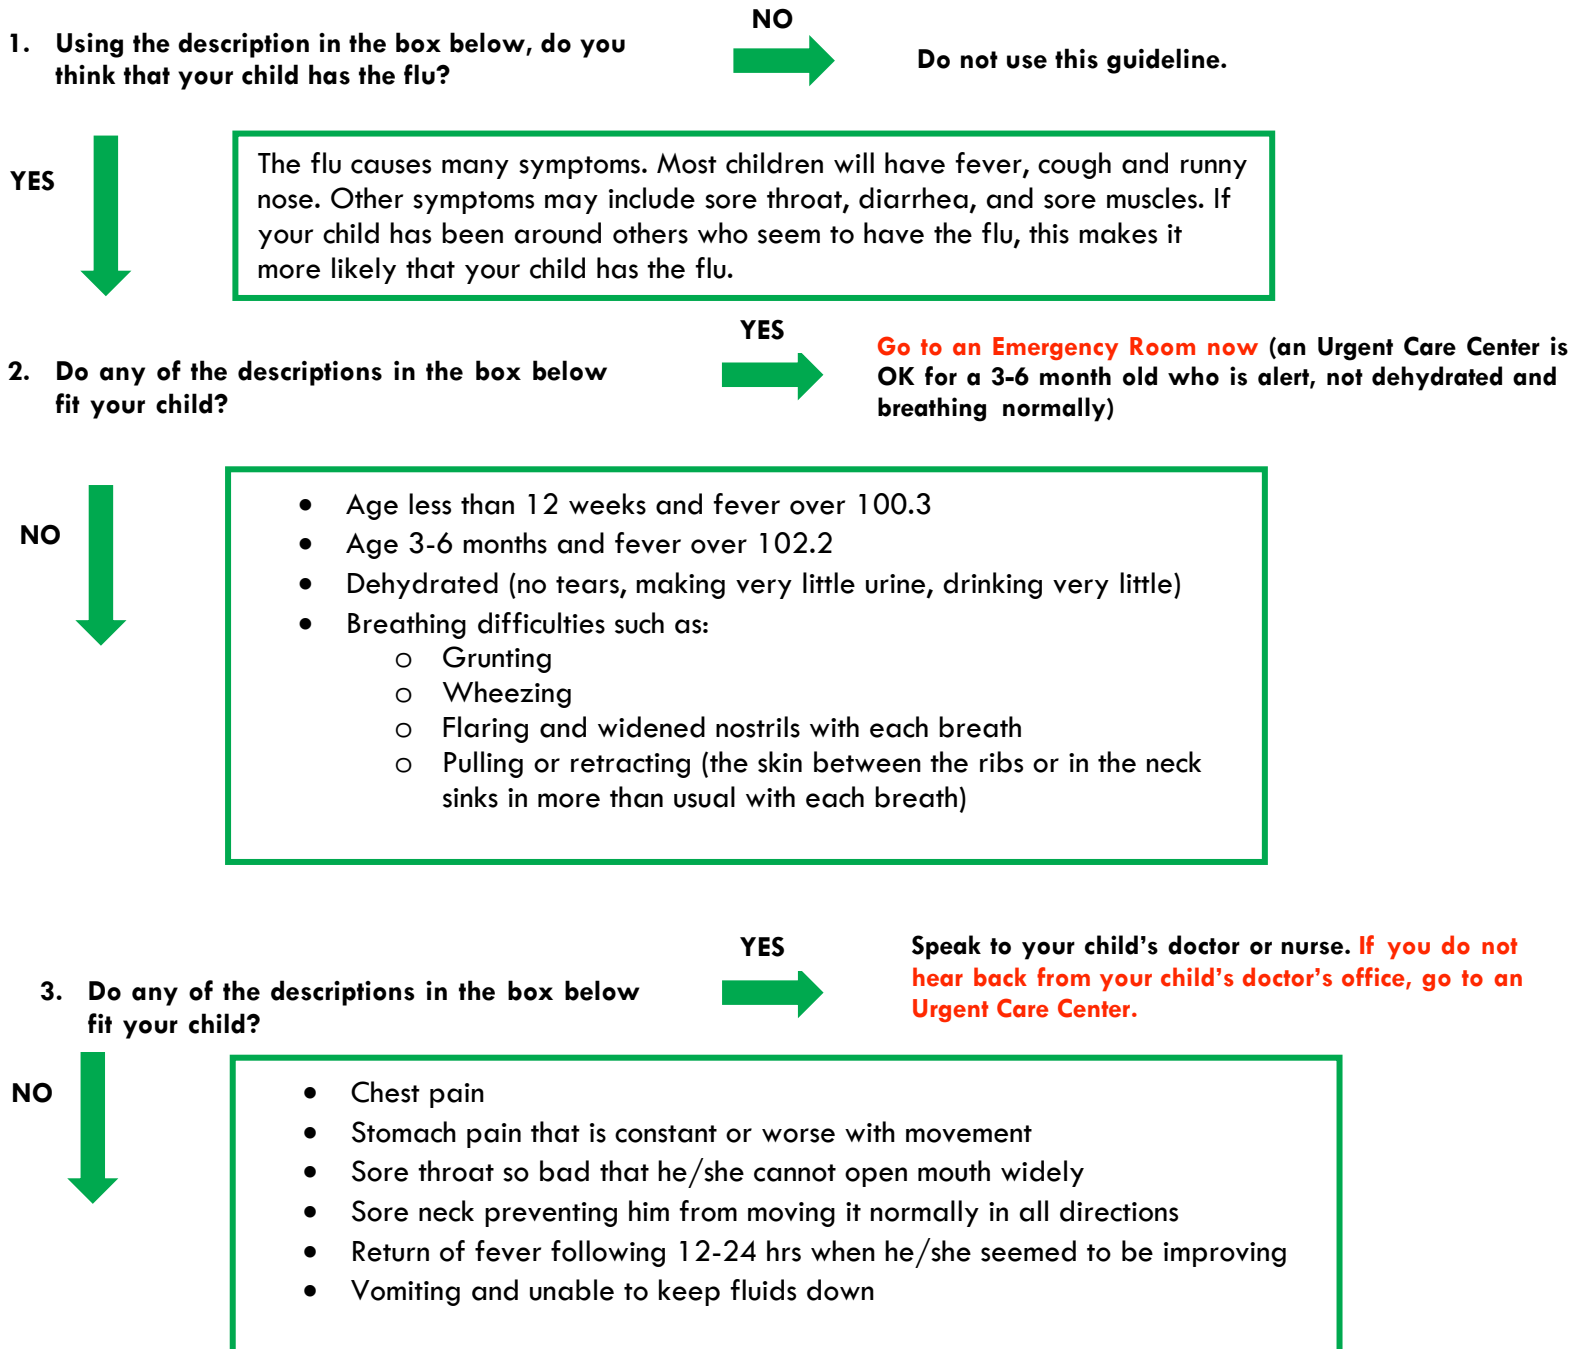 NO
1. Using the description in the box below, do you
think that your child has the flu?
Do not use this guideline.
YES
The flu causes many symptoms. Most children will have fever, cough and runny
nose. Other symptoms may include sore throat, diarrhea, and sore muscles. If
your child has been around others who seem to have the flu, this makes it
more likely that your child has the flu.
YES
2. Do any of the descriptions in the box below
fit your child?
Go to an Emergency Room now (an Urgent Care Center is
OK for a 3-6 month old who is alert, not dehydrated and
breathing normally)
NO
• Age less than 12 weeks and fever over 100.3
• Age 3-6 months and fever over 102.2
• Dehydrated (no tears, making very little urine, drinking very little)
• Breathing difficulties such as:
o Grunting
o Wheezing
o Flaring and widened nostrils with each breath
o Pulling or retracting (the skin between the ribs or in the neck
sinks in more than usual with each breath)
YES
3. Do any of the descriptions in the box below
fit your child?
Speak to your child’s doctor or nurse. If you do not
hear back from your child’s doctor’s office, go to an
Urgent Care Center.
NO
• Chest pain
• Stomach pain that is constant or worse with movement
• Sore throat so bad that he/she cannot open mouth widely
• Sore neck preventing him from moving it normally in all directions
• Return of fever following 12-24 hrs when he/she seemed to be improving
• Vomiting and unable to keep fluids down